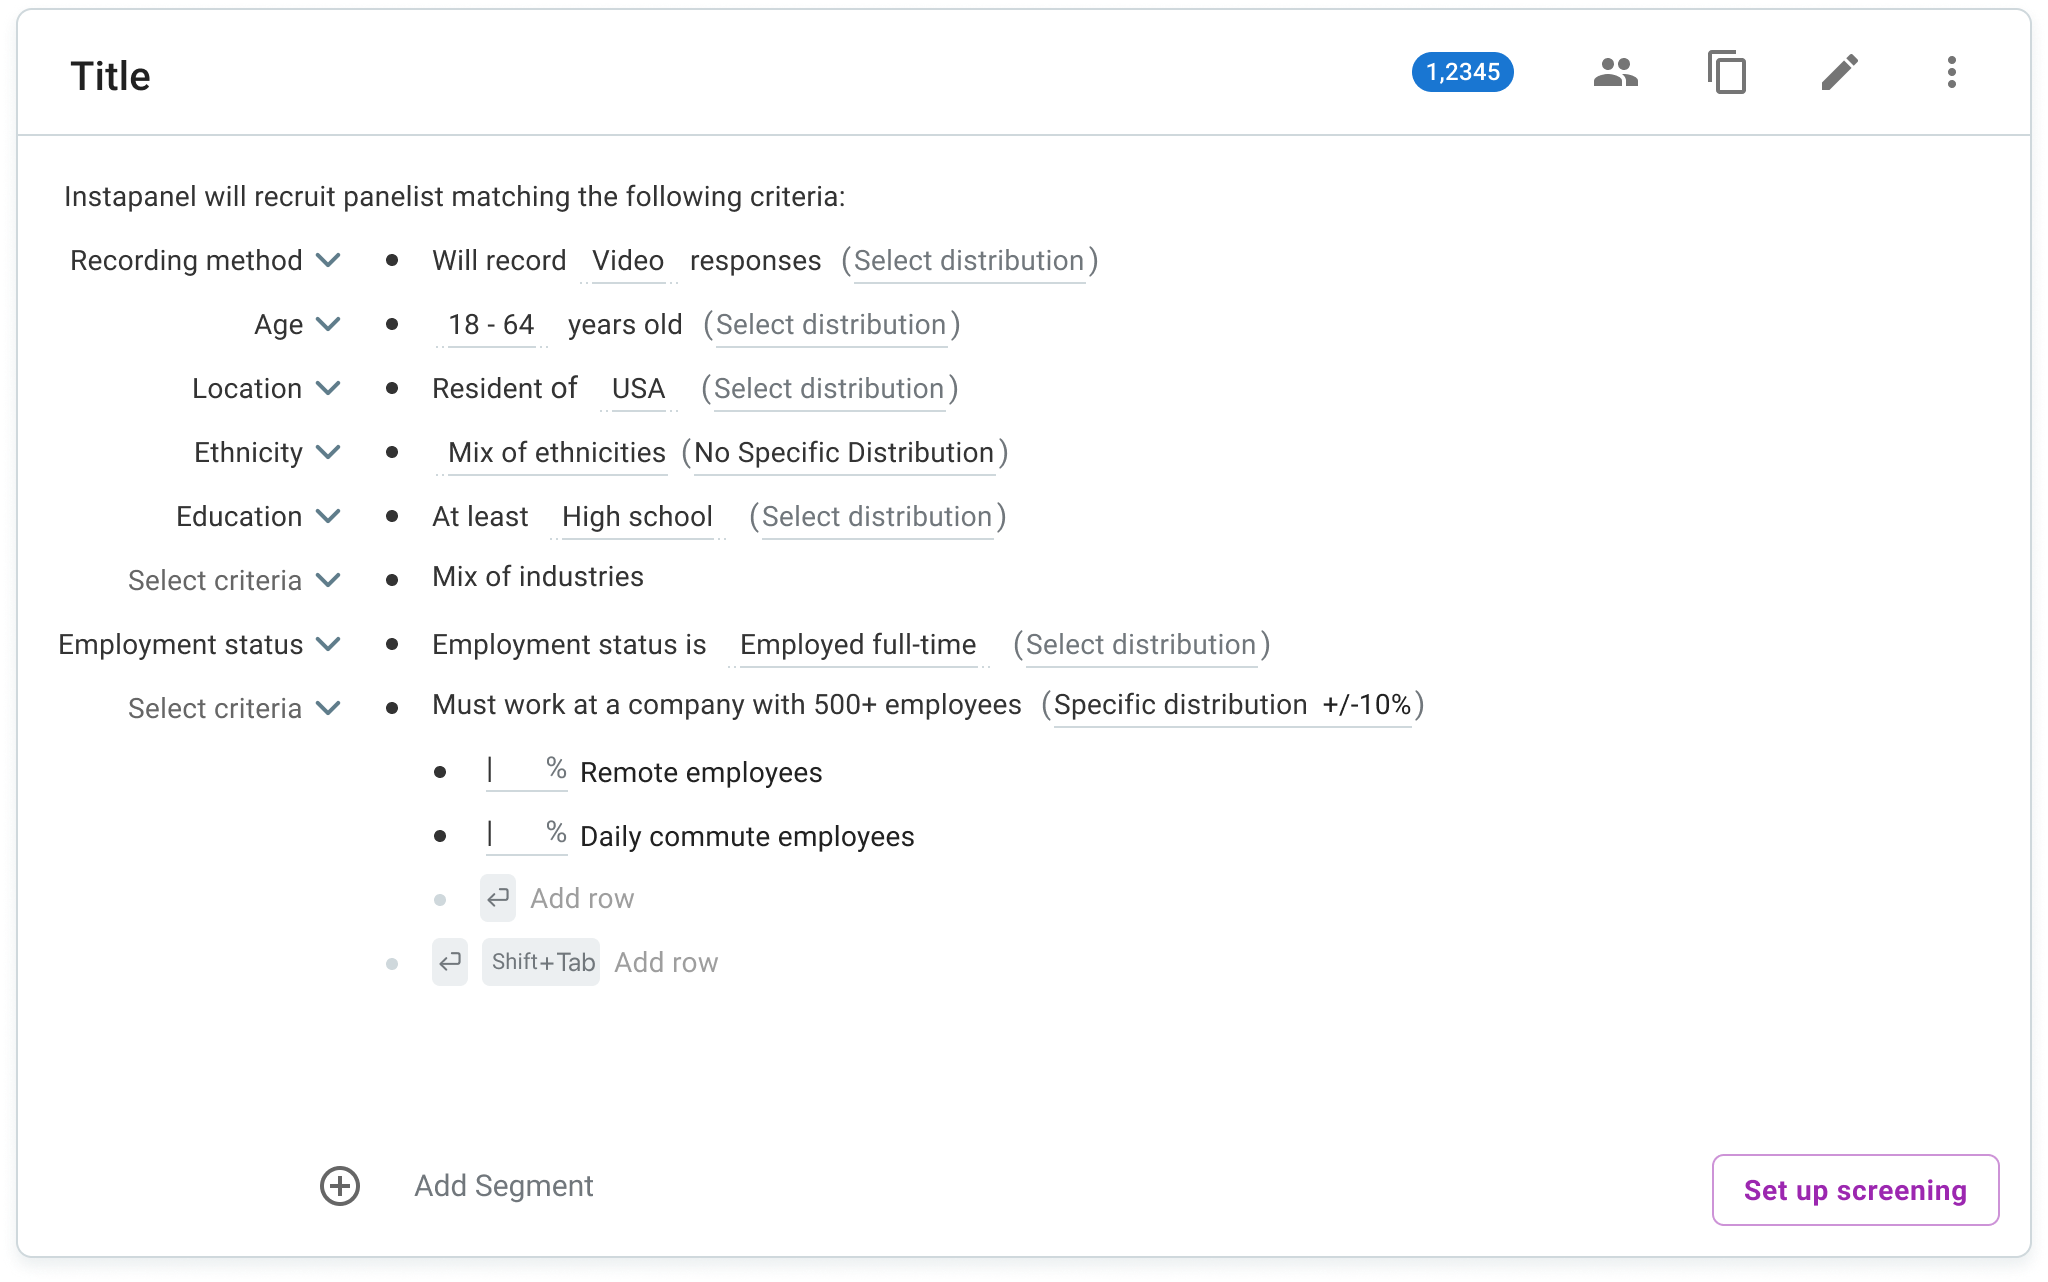 Title 1,2345
Instapanel will recruit panelist matching the following criteria:
Recording method • Will record Video responses (Select distribution)
Age • 18 - 64 years old (Select distribution)
Location • Resident of USA (Select distribution)
Ethnicity • Mix of ethnicities (No Specific Distribution)
Education • At least High school (Select distribution)
Select criteria • Mix of industries
Employment status • Employment status is Employed full-time (Select distribution)
Select criteria • Must work at a company with 500+ employees (Specific distribution +/-10%)
• | % Remote employees
• | % Daily commute employees
• Add row
• Shift+Tab Add row
Add Segment
Set up screening